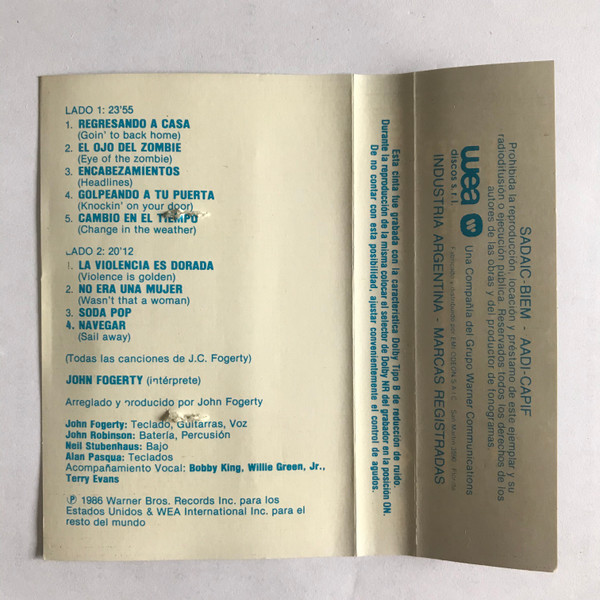 LADO 1: 23'55
1. REGRESANDO A CASA
(Goin' to back home)
2. EL OJO DEL ZOMBIE
(Eye of the zombie)
3. ENCABEZAMIENTOS
(Headlines)
4. GOLPEANDO A TU PUERTA
(Knockin' on your door)
5. CAMBIO EN EL TIEMPO
(Change in the weather)
LADO 2: 20'12
1. LA VIOLENCIA ES DORADA
(Violence is golden)
2. NO ERA UNA MUJER
(Wasn't that a woman)
3. SODA POP
4. NAVEGAR
(Sail away)
(Todas las canciones de J.C. Fogerty)
JOHN FOGERTY (intérprete)
Arreglado y producido por John Fogerty
John Fogerty: Teclado, Guitarras, Voz
John Robinson: Batería, Percusión
Neil Stubenhaus: Bajo
Alan Pasqua: Teclados
Acompañamiento Vocal: Bobby King, Willie Green, Jr.,
Terry Evans
℗ 1986 Warner Bros. Records Inc. para los
Estados Unidos & WEA International Inc. para el
resto del mundo
Esta cinta fue grabada con la característica Dolby Tipo B de reducción de ruido.
Durante la reproducción de la misma colocar el selector de Dolby NR del grabador en la posición ON.
De no contar con esta posibilidad, ajustar convenientemente el control de agudos.
SADAIC-BIEM - AADI-CAPIF
Prohibida la reproducción, locación y préstamo de este ejemplar y su
radiodifusión o ejecución pública. Reservados todos los derechos de los
autores de las obras y del productor de fonogramas.
wea
discos s.r.l.
Una Compañía del Grupo Warner Communications
Fabricado y distribuido por EMI ODEON S.A.I.C.
INDUSTRIA ARGENTINA - MARCAS REGISTRADAS